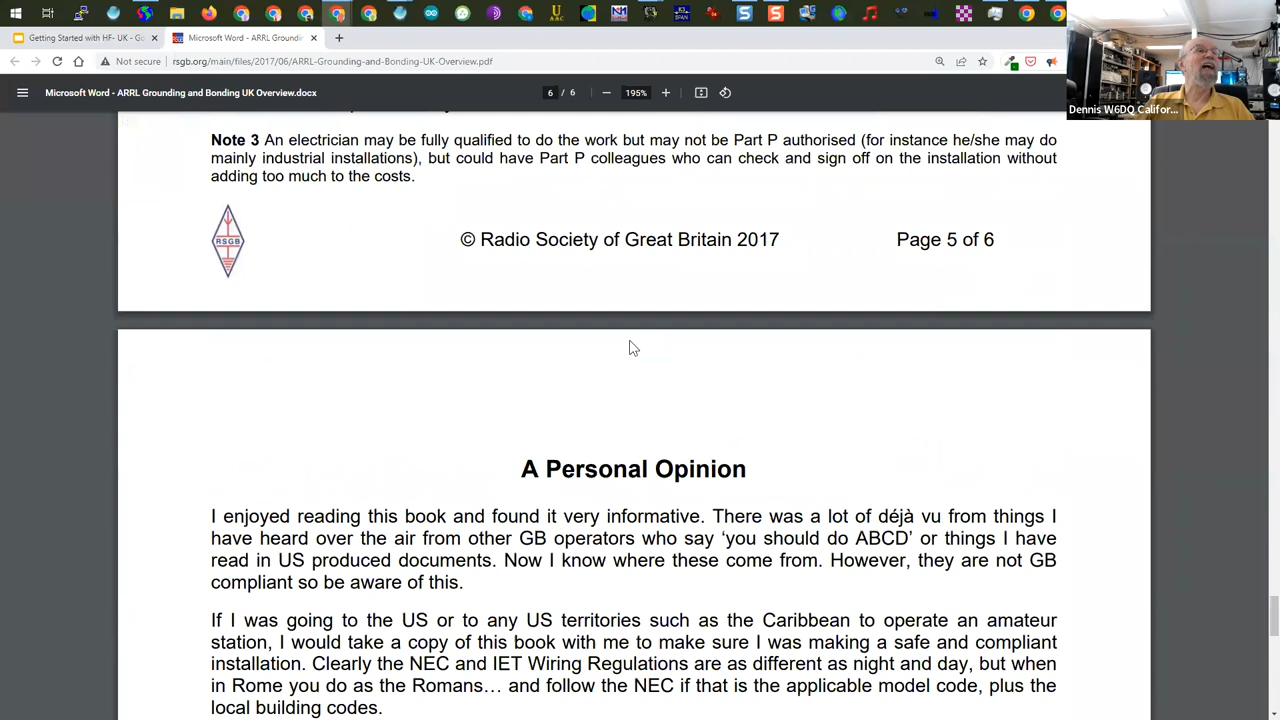 Getting Started with HF- UK - Go
Microsoft Word - ARRL Groundin
Not secure
rsgb.org/main/files/2017/06/ARRL-Grounding-and-Bonding-UK-Overview.pdf
Microsoft Word - ARRL Grounding and Bonding UK Overview.docx
6 / 6
195%
Dennis W6DQ Califor...
Note 3 An electrician may be fully qualified to do the work but may not be Part P authorised (for instance he/she may do
mainly industrial installations), but could have Part P colleagues who can check and sign off on the installation without
adding too much to the costs.
RSGB
© Radio Society of Great Britain 2017
Page 5 of 6
A Personal Opinion
I enjoyed reading this book and found it very informative. There was a lot of déjà vu from things I
have heard over the air from other GB operators who say ‘you should do ABCD’ or things I have
read in US produced documents. Now I know where these come from. However, they are not GB
compliant so be aware of this.
If I was going to the US or to any US territories such as the Caribbean to operate an amateur
station, I would take a copy of this book with me to make sure I was making a safe and compliant
installation. Clearly the NEC and IET Wiring Regulations are as different as night and day, but when
in Rome you do as the Romans… and follow the NEC if that is the applicable model code, plus the
local building codes.